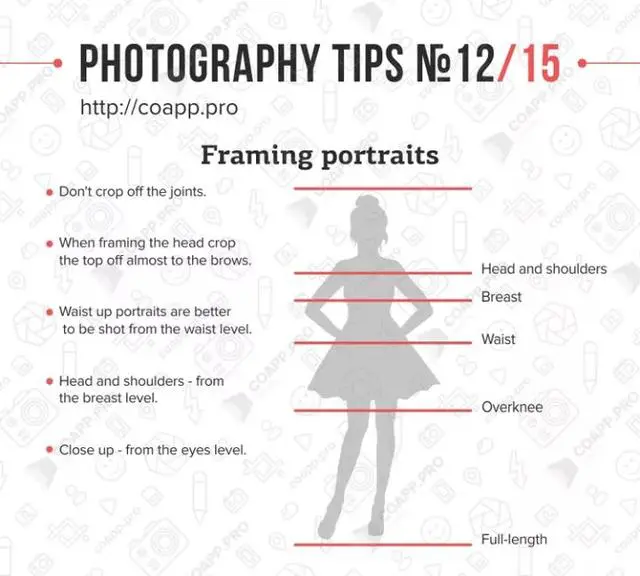 PHOTOGRAPHY TIPS №12/15
http://coapp.pro
Framing portraits
Don't crop off the joints.
When framing the head crop
the top off almost to the brows.
Waist up portraits are better
to be shot from the waist level.
Head and shoulders - from
the breast level.
Close up - from the eyes level.
Head and shoulders
Breast
Waist
Overknee
Full-length
COAPP.PRO